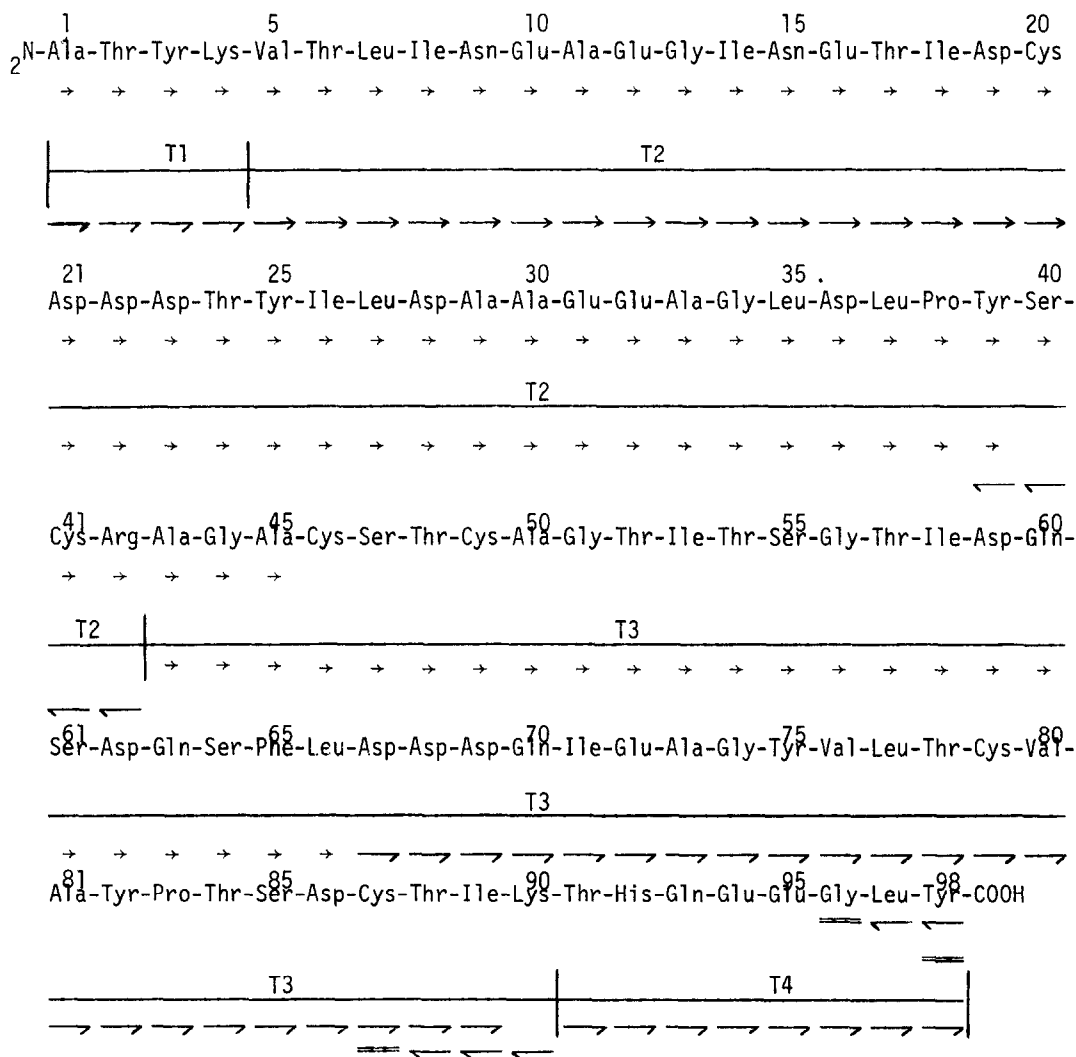 1 5 10 15 20
2N-Ala-Thr-Tyr-Lys-Val-Thr-Leu-Ile-Asn-Glu-Ala-Glu-Gly-Ile-Asn-Glu-Thr-Ile-Asp-Cys
T1 T2
21 25 30 35 40
Asp-Asp-Asp-Thr-Tyr-Ile-Leu-Asp-Ala-Ala-Glu-Glu-Ala-Gly-Leu-Asp-Leu-Pro-Tyr-Ser-
T2
41 45 50 55 60
Cys-Arg-Ala-Gly-Ala-Cys-Ser-Thr-Cys-Ala-Gly-Thr-Ile-Thr-Ser-Gly-Thr-Ile-Asp-Gln-
T2 T3
61 65 70 75 80
Ser-Asp-Gln-Ser-Phe-Leu-Asp-Asp-Asp-Gln-Ile-Glu-Ala-Gly-Tyr-Val-Leu-Thr-Cys-Val-
T3
81 85 90 95 98
Ala-Tyr-Pro-Thr-Ser-Asp-Cys-Thr-Ile-Lys-Thr-His-Gln-Glu-Glu-Gly-Leu-Tyr-COOH
T3 T4